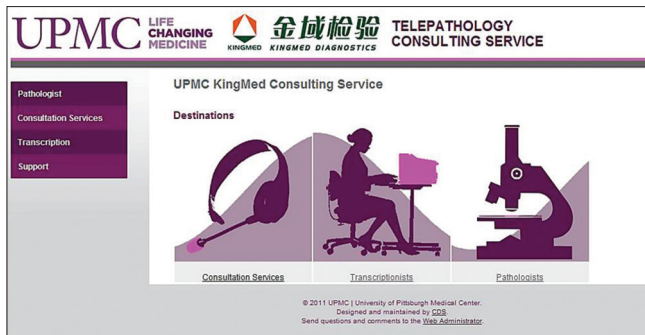 UPMC
LIFE
CHANGING
MEDICINE
KINGMED
金域检验
KINGMED DIAGNOSTICS
TELEPATHOLOGY
CONSULTING SERVICE
Pathologist
Consultation Services
Transcription
Support
UPMC KingMed Consulting Service
Destinations
Consultation Services
Transcriptionists
Pathologists
© 2011 UPMC | University of Pittsburgh Medical Center.
Designed and maintained by CDS.
Send questions and comments to the Web Administrator.